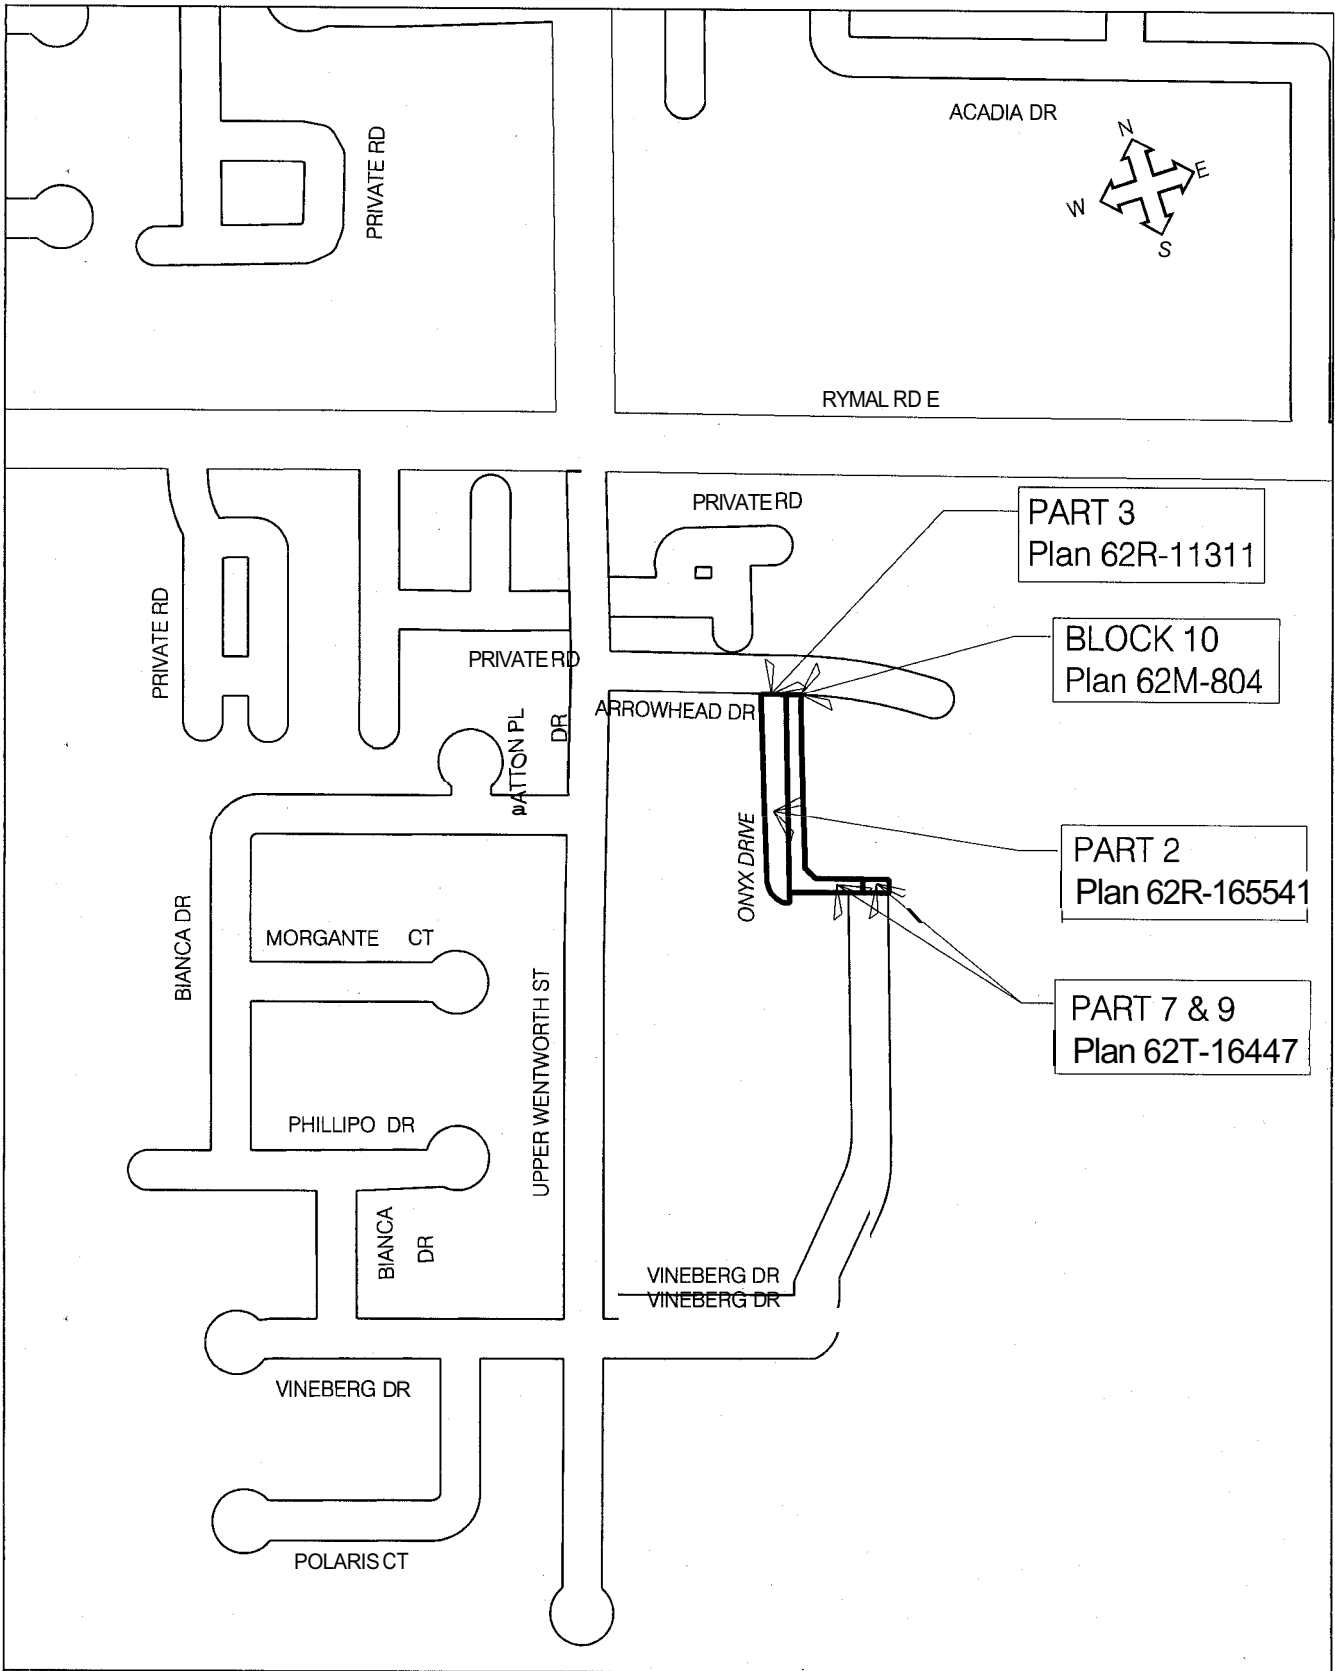 ACADIA DR
N
E
W
S
PRIVATE RD
RYMAL RD E
PRIVATE RD
PART 3
Plan 62R-11311
PRIVATE RD
BLOCK 10
Plan 62M-804
PRIVATE RD
ARROWHEAD DR
DR
ATTON PL
ONYX DRIVE
PART 2
Plan 62R-165541
BIANCA DR
MORGANTE CT
UPPER WENTWORTH ST
PART 7 & 9
Plan 62T-16447
PHILLIPO DR
BIANCA
DR
VINEBERG DR
VINEBERG DR
VINEBERG DR
POLARIS CT